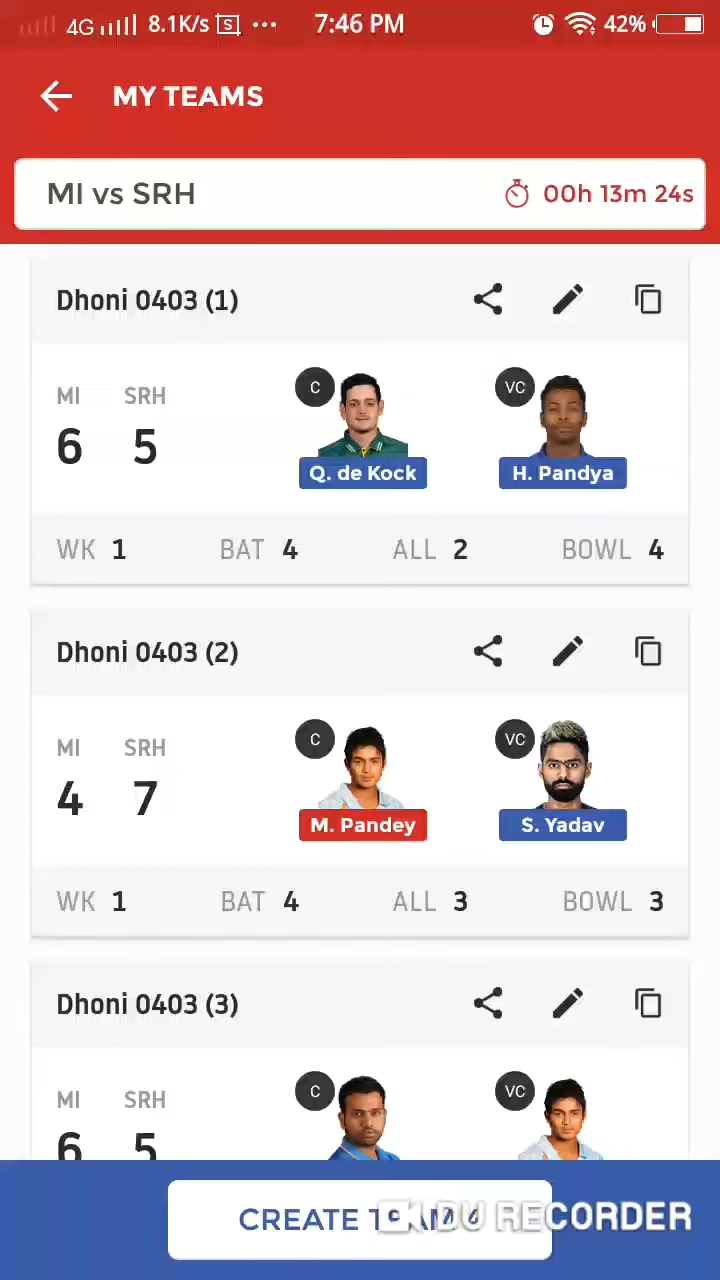 4G 8.1K/s S ... 7:46 PM 42%
MY TEAMS
MI vs SRH 00h 13m 24s
Dhoni 0403 (1)
MI SRH C VC
6 5
Q. de Kock H. Pandya
WK 1 BAT 4 ALL 2 BOWL 4
Dhoni 0403 (2)
MI SRH C VC
4 7
M. Pandey S. Yadav
WK 1 BAT 4 ALL 3 BOWL 3
Dhoni 0403 (3)
MI SRH C VC
6 5
CREATE TEAM 4
DU RECORDER